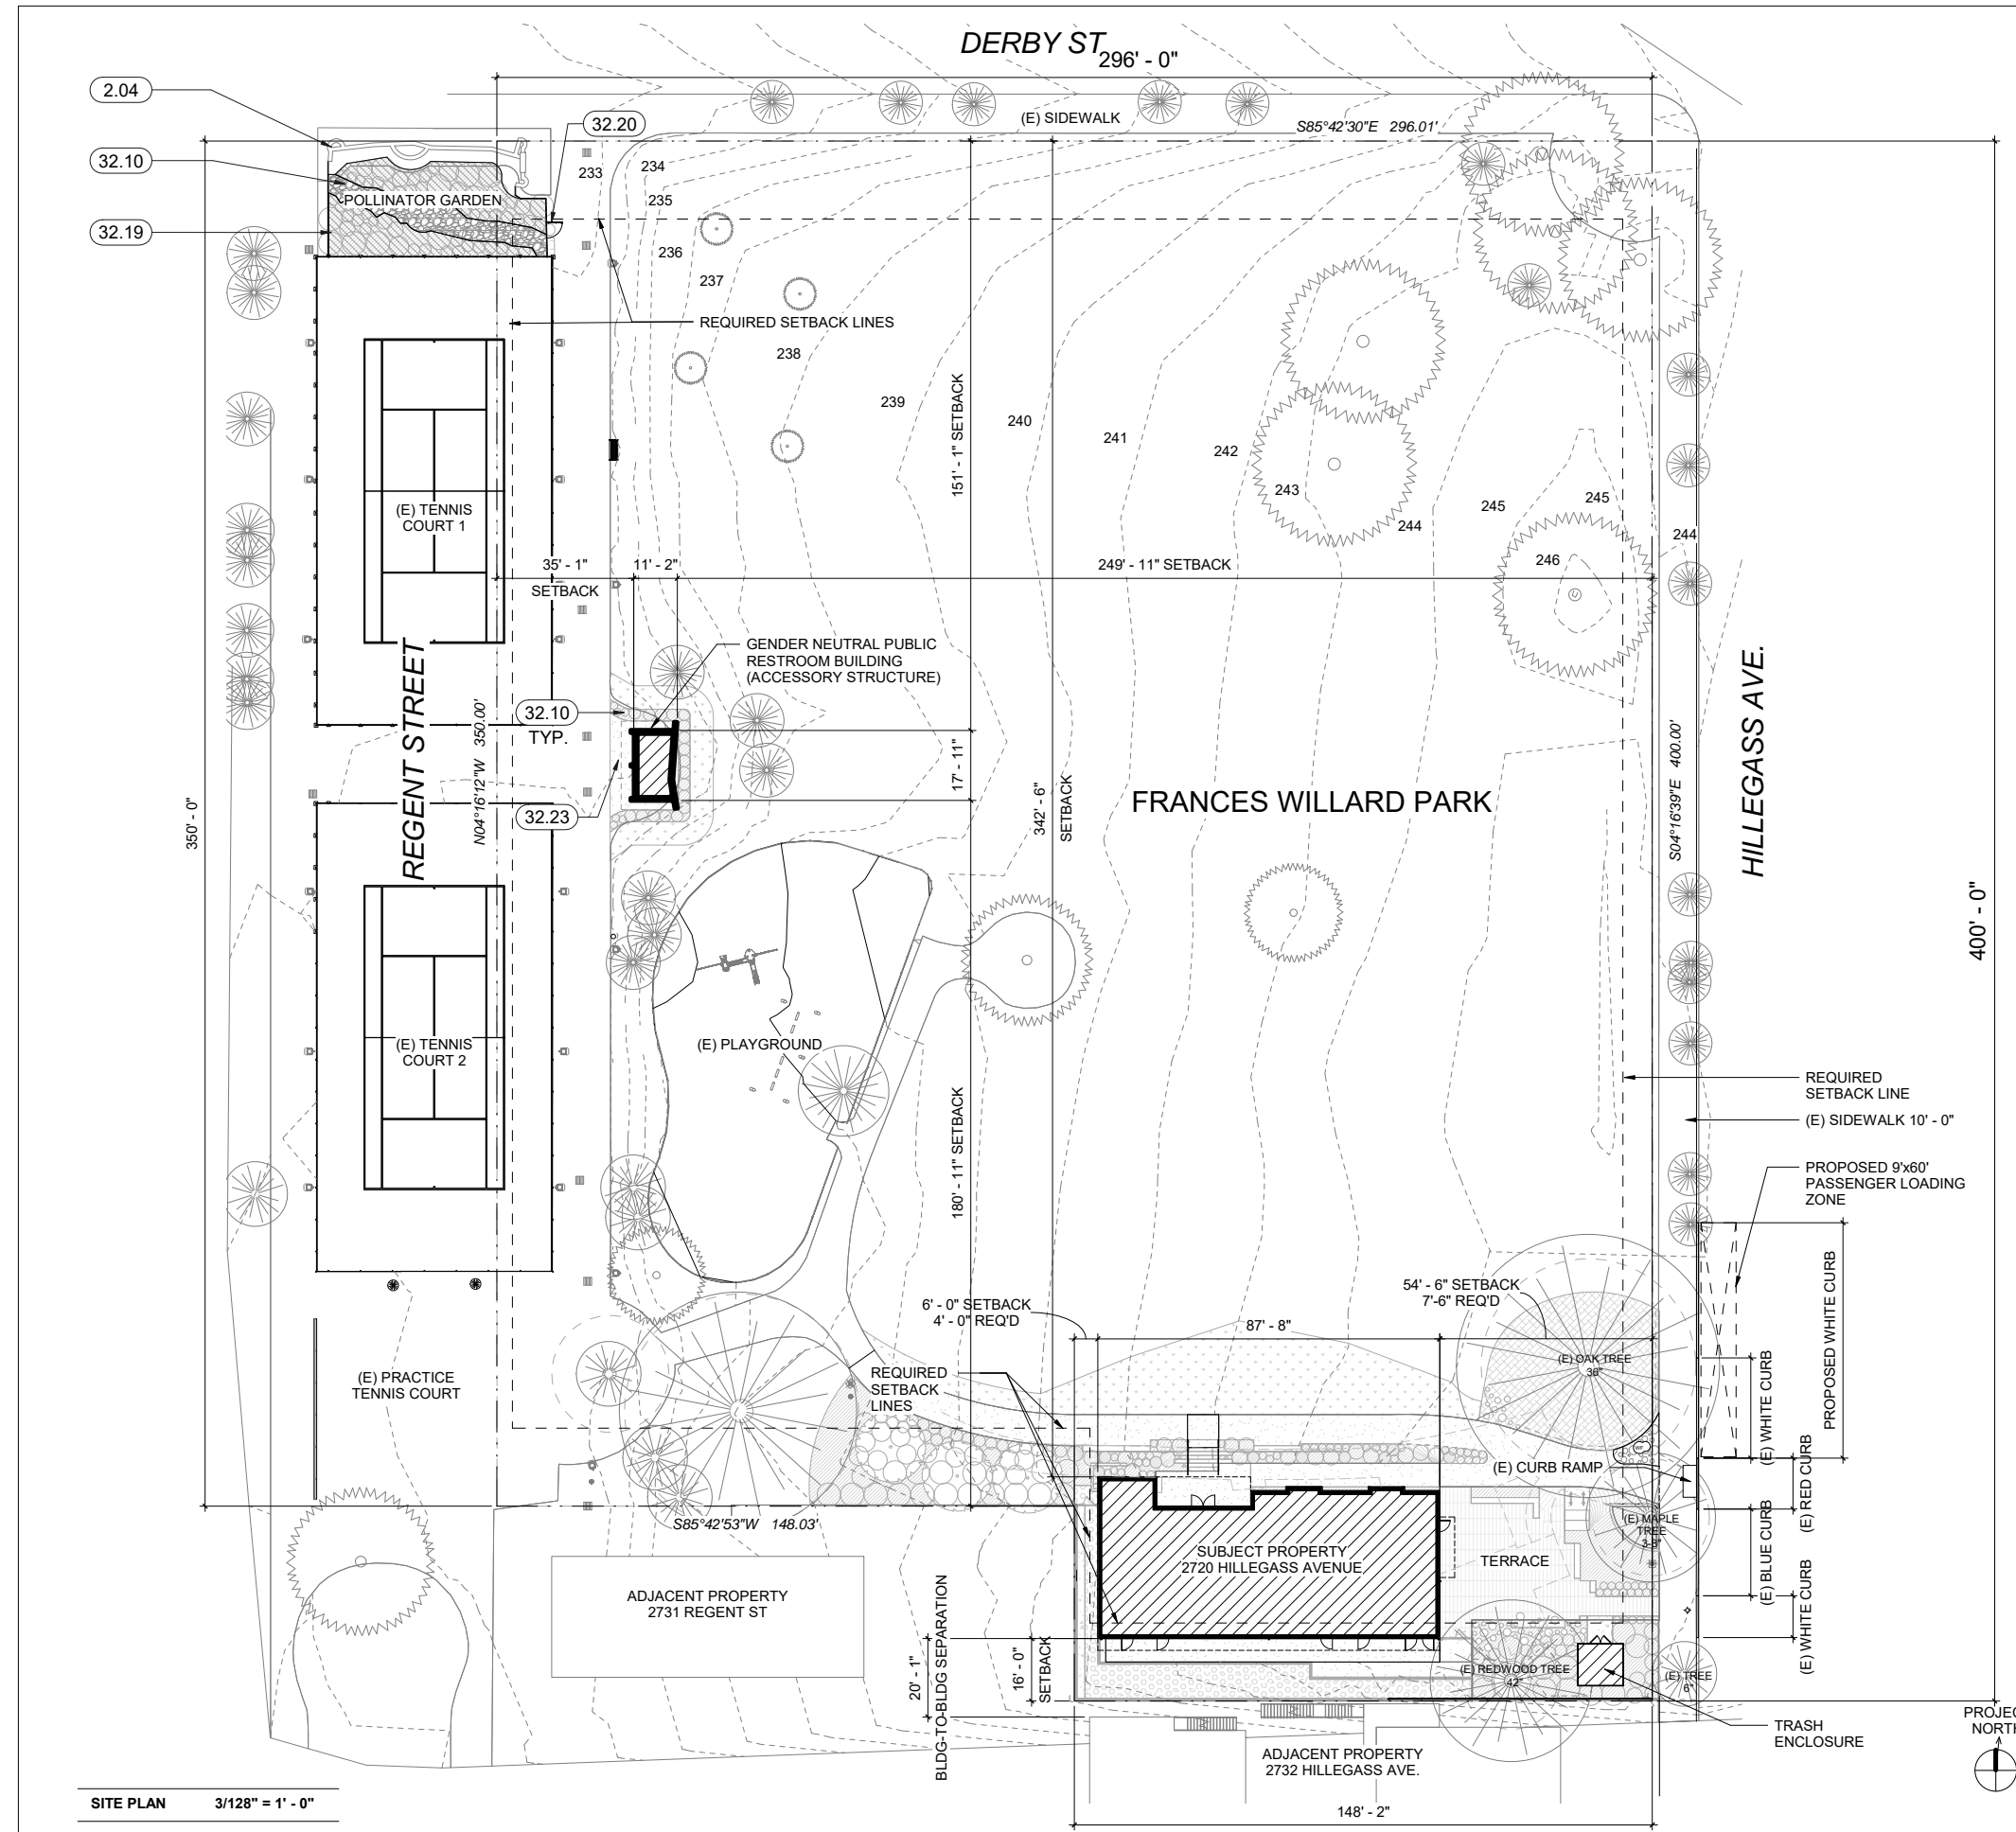 DERBY ST
296' - 0"
2.04
32.20
(E) SIDEWALK
S85°42'30"E 296.01'
32.10
233
234
POLLINATOR GARDEN
235
32.19
236
237
REQUIRED SETBACK LINES
238
151' - 1" SETBACK
239
240
241
242
243
244
245
245
246
244
(E) TENNIS
COURT 1
35' - 1"
SETBACK
11' - 2"
249' - 11" SETBACK
GENDER NEUTRAL PUBLIC
RESTROOM BUILDING
(ACCESSORY STRUCTURE)
REGENT STREET
N04°16'12"W 350.00'
32.10
TYP.
32.23
17' - 11"
342' - 6"
SETBACK
FRANCES WILLARD PARK
S04°16'39"E 400.00'
HILLEGASS AVE.
350' - 0"
400' - 0"
(E) TENNIS
COURT 2
(E) PLAYGROUND
180' - 11" SETBACK
REQUIRED
SETBACK LINE
(E) SIDEWALK 10' - 0"
PROPOSED 9'x60'
PASSENGER LOADING
ZONE
PROPOSED WHITE CURB
6' - 0" SETBACK
4' - 0" REQ'D
87' - 8"
54' - 6" SETBACK
7'-6" REQ'D
(E) OAK TREE
36"
(E) PRACTICE
TENNIS COURT
REQUIRED
SETBACK
LINES
(E) WHITE CURB
(E) CURB RAMP
(E) RED CURB
S85°42'53"W 148.03'
(E) MAPLE
TREE
3-8"
(E) BLUE CURB
SUBJECT PROPERTY
2720 HILLEGASS AVENUE
TERRACE
ADJACENT PROPERTY
2731 REGENT ST
(E) WHITE CURB
20' - 1"
BLDG-TO-BLDG SEPARATION
16' - 0"
SETBACK
(E) REDWOOD TREE
42"
(E) TREE
6"
TRASH
ENCLOSURE
ADJACENT PROPERTY
2732 HILLEGASS AVE.
148' - 2"
SITE PLAN 3/128" = 1' - 0"